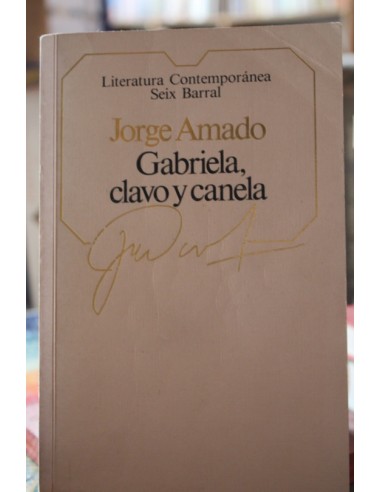 Literatura Contemporánea
Seix Barral
Jorge Amado
Gabriela,
clavo y canela